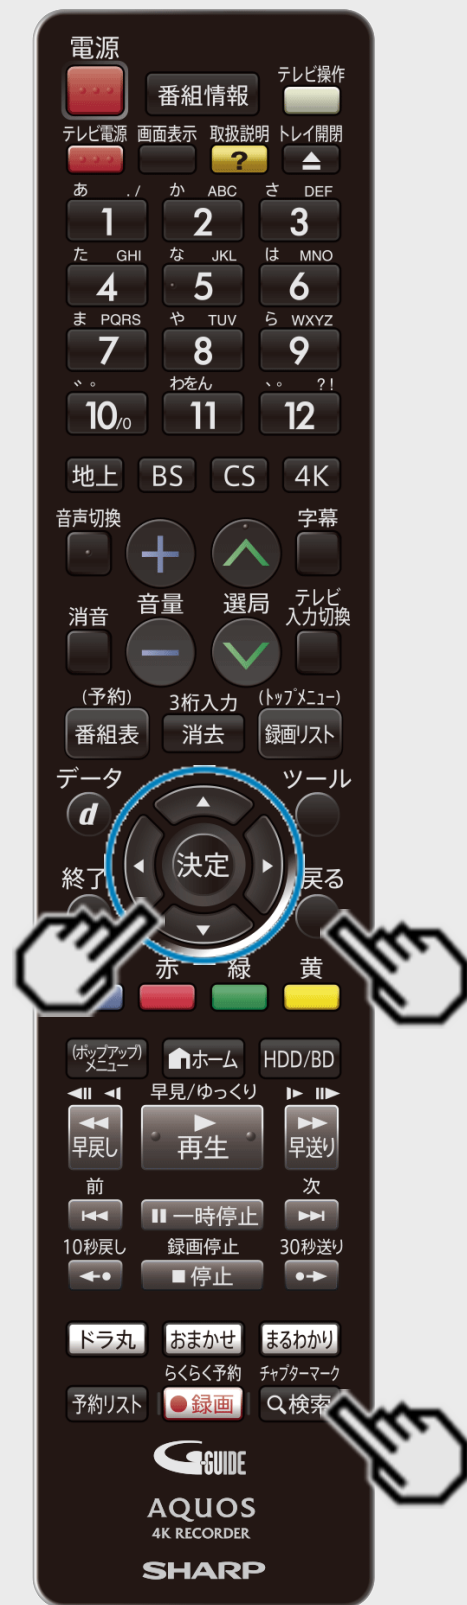 電源
番組情報
テレビ操作
テレビ電源 画面表示 取扱説明 トレイ開閉
?
あ ./ か ABC さ DEF
1 2 3
た GHI な JKL は MNO
4 5 6
ま PQRS や TUV ら WXYZ
7 8 9
゛゜ わをん 、。 ?!
10/0 11 12
地上 BS CS 4K
音声切換 字幕
消音 音量 選局 テレビ
入力切換
(予約) 3桁入力 (トップメニュー)
番組表 消去 録画リスト
データ ツール
d
決定
終了 戻る
赤 緑 黄
(ポップアップ)
メニュー ホーム HDD/BD
早見/ゆっくり
早戻し 再生 早送り
前 次
一時停止
10秒戻し 録画停止 30秒送り
停止
ドラ丸 おまかせ まるわかり
らくらく予約 チャプターマーク
予約リスト 録画 検索
G-GUIDE
AQUOS
4K RECORDER
SHARP